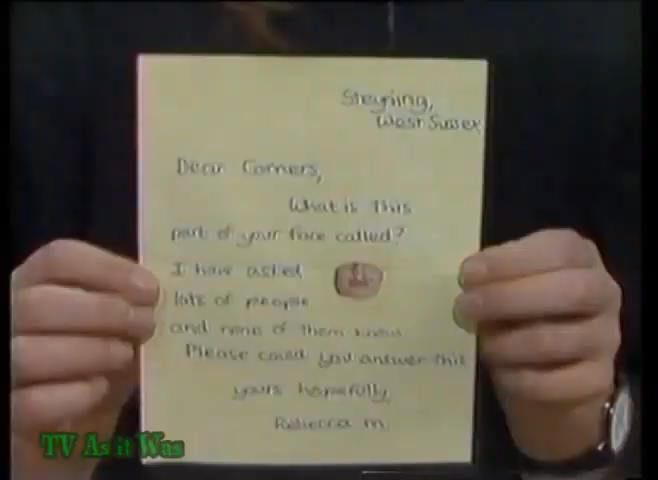 Steyning,
West Sussex
Dear Corners,
What is this
part of your face called?
I have asked
lots of people
and none of them know.
Please could you answer this
yours hopefully,
Rebecca M.
TV As it Was